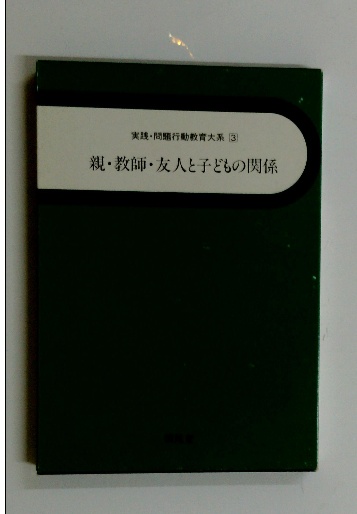 実践・問題行動教育大系 3
親・教師・友人と子どもの関係